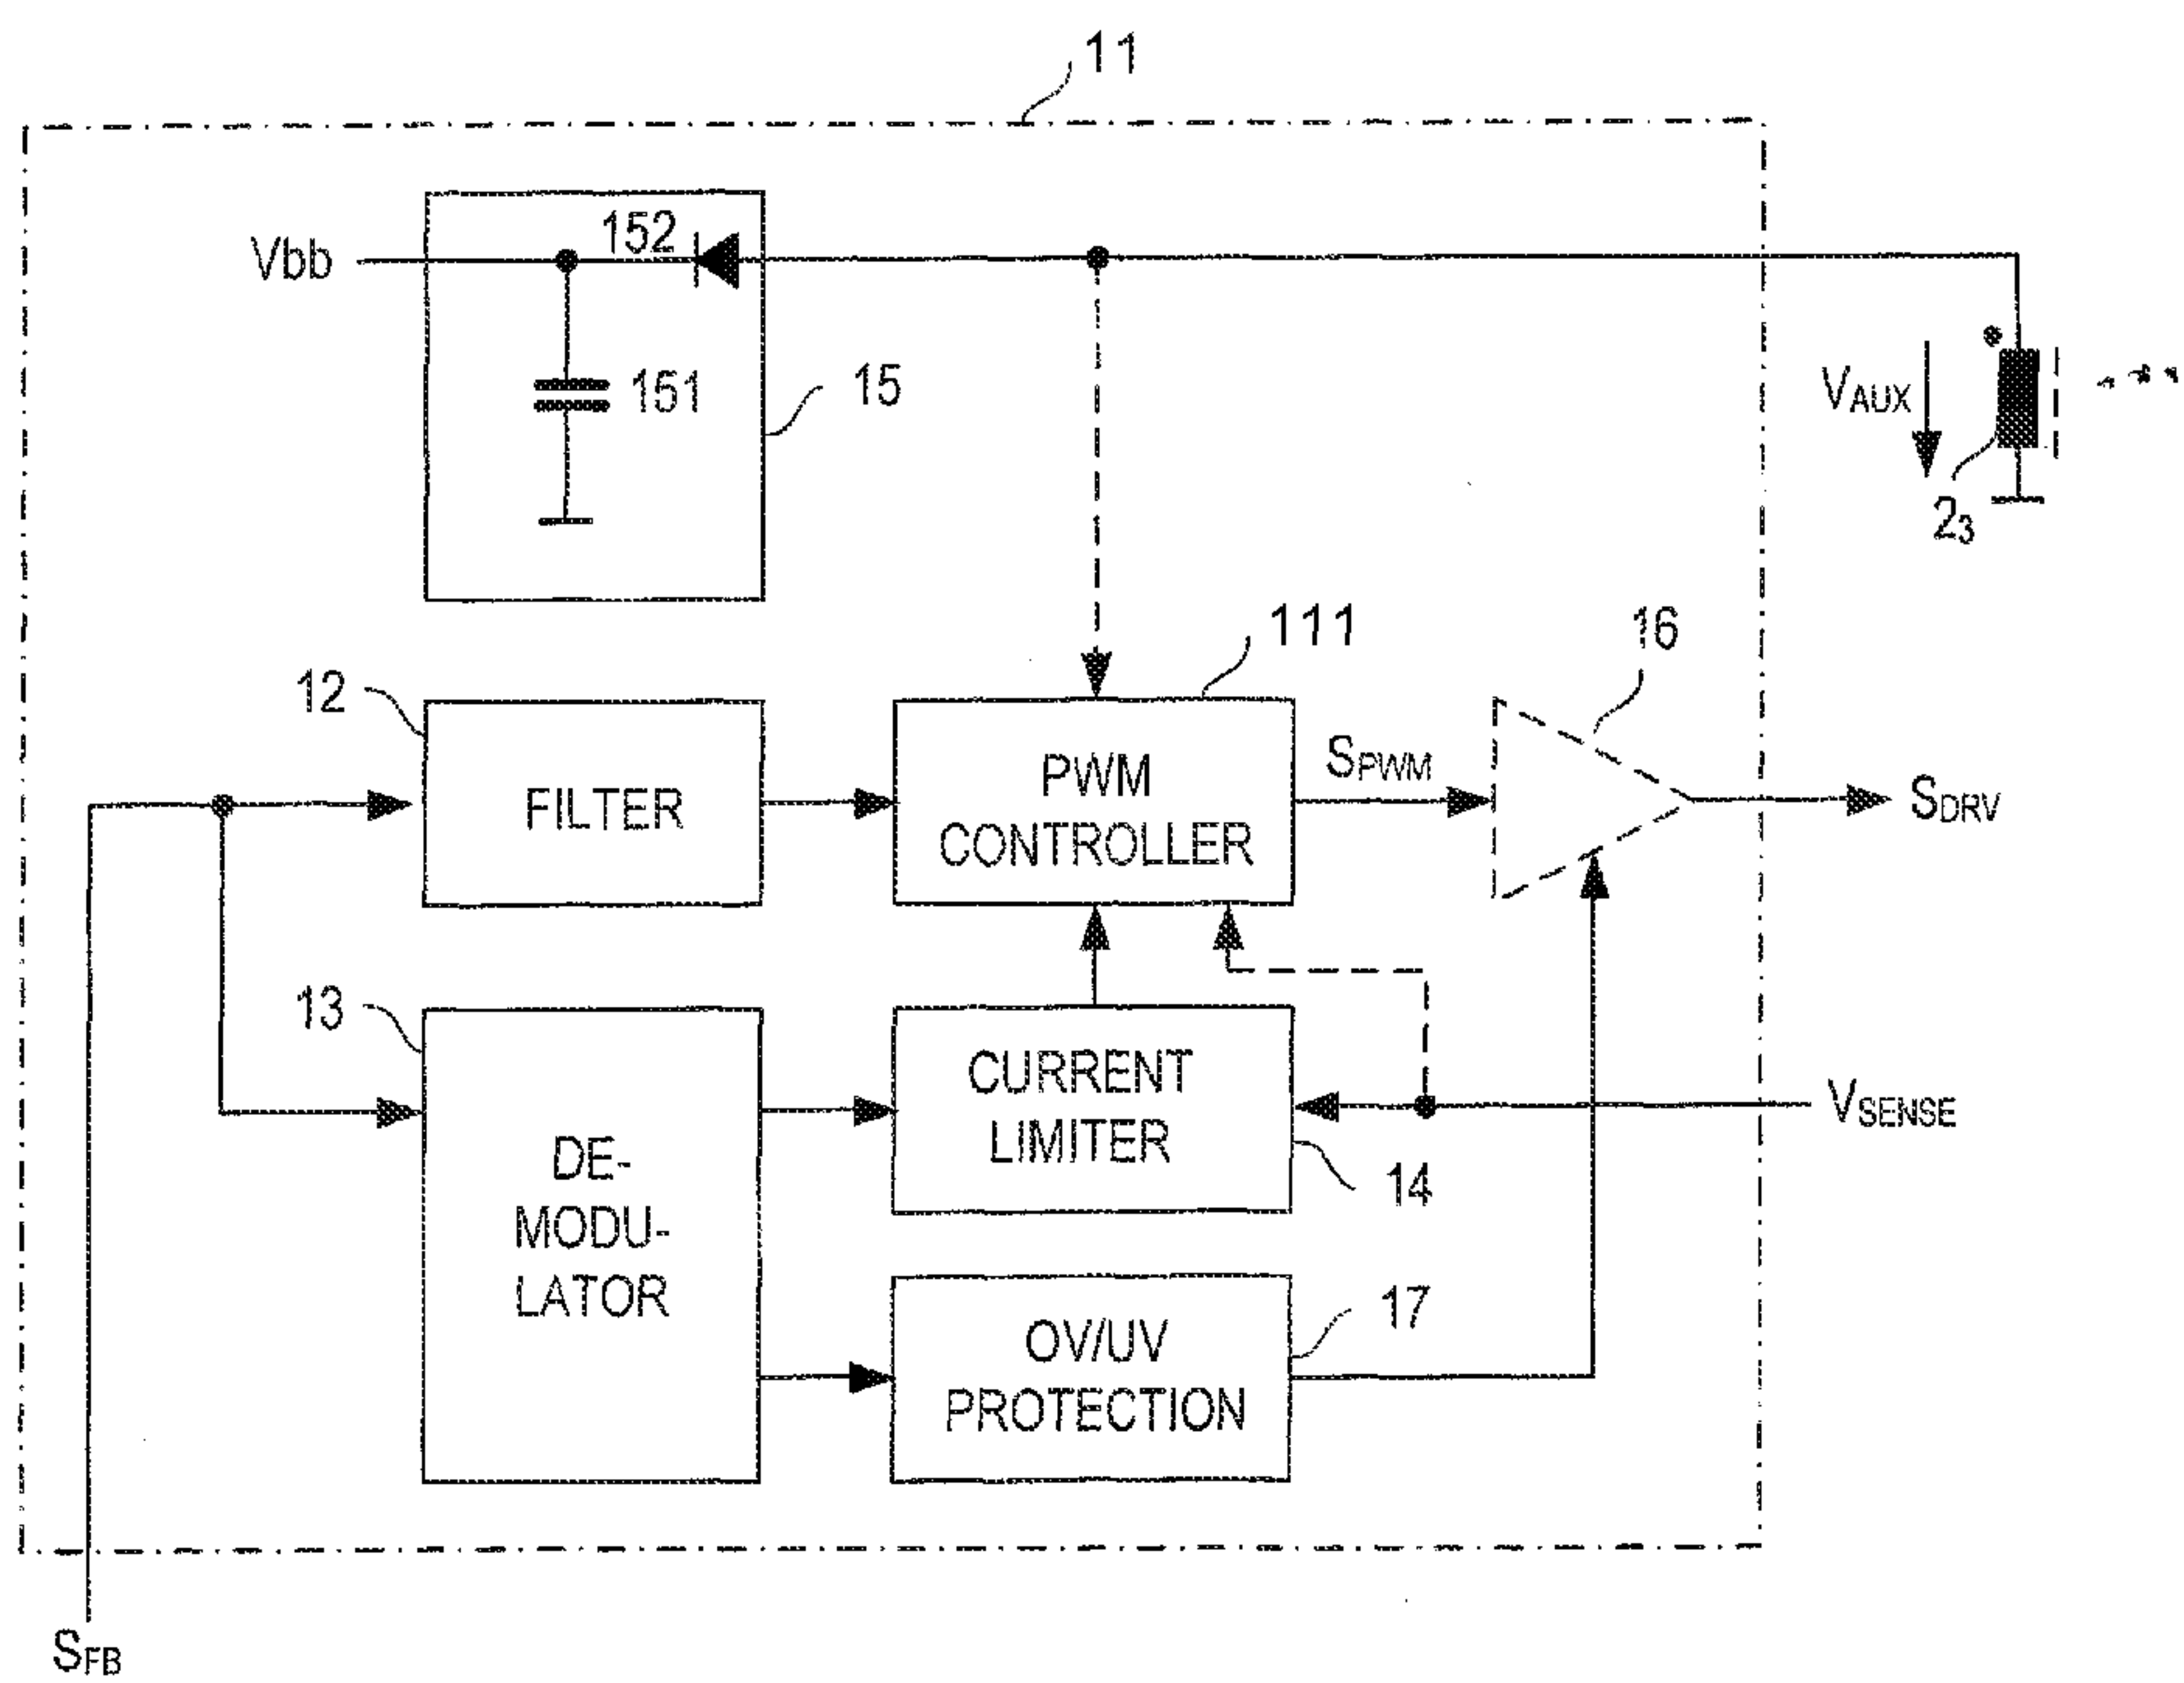 11
Vbb
152
151
15
VAUX
23
111
16
12
FILTER
PWM
CONTROLLER
SPWM
SDRV
13
DE-
MODU-
LATOR
CURRENT
LIMITER
14
VSENSE
17
OV/UV
PROTECTION
SFB